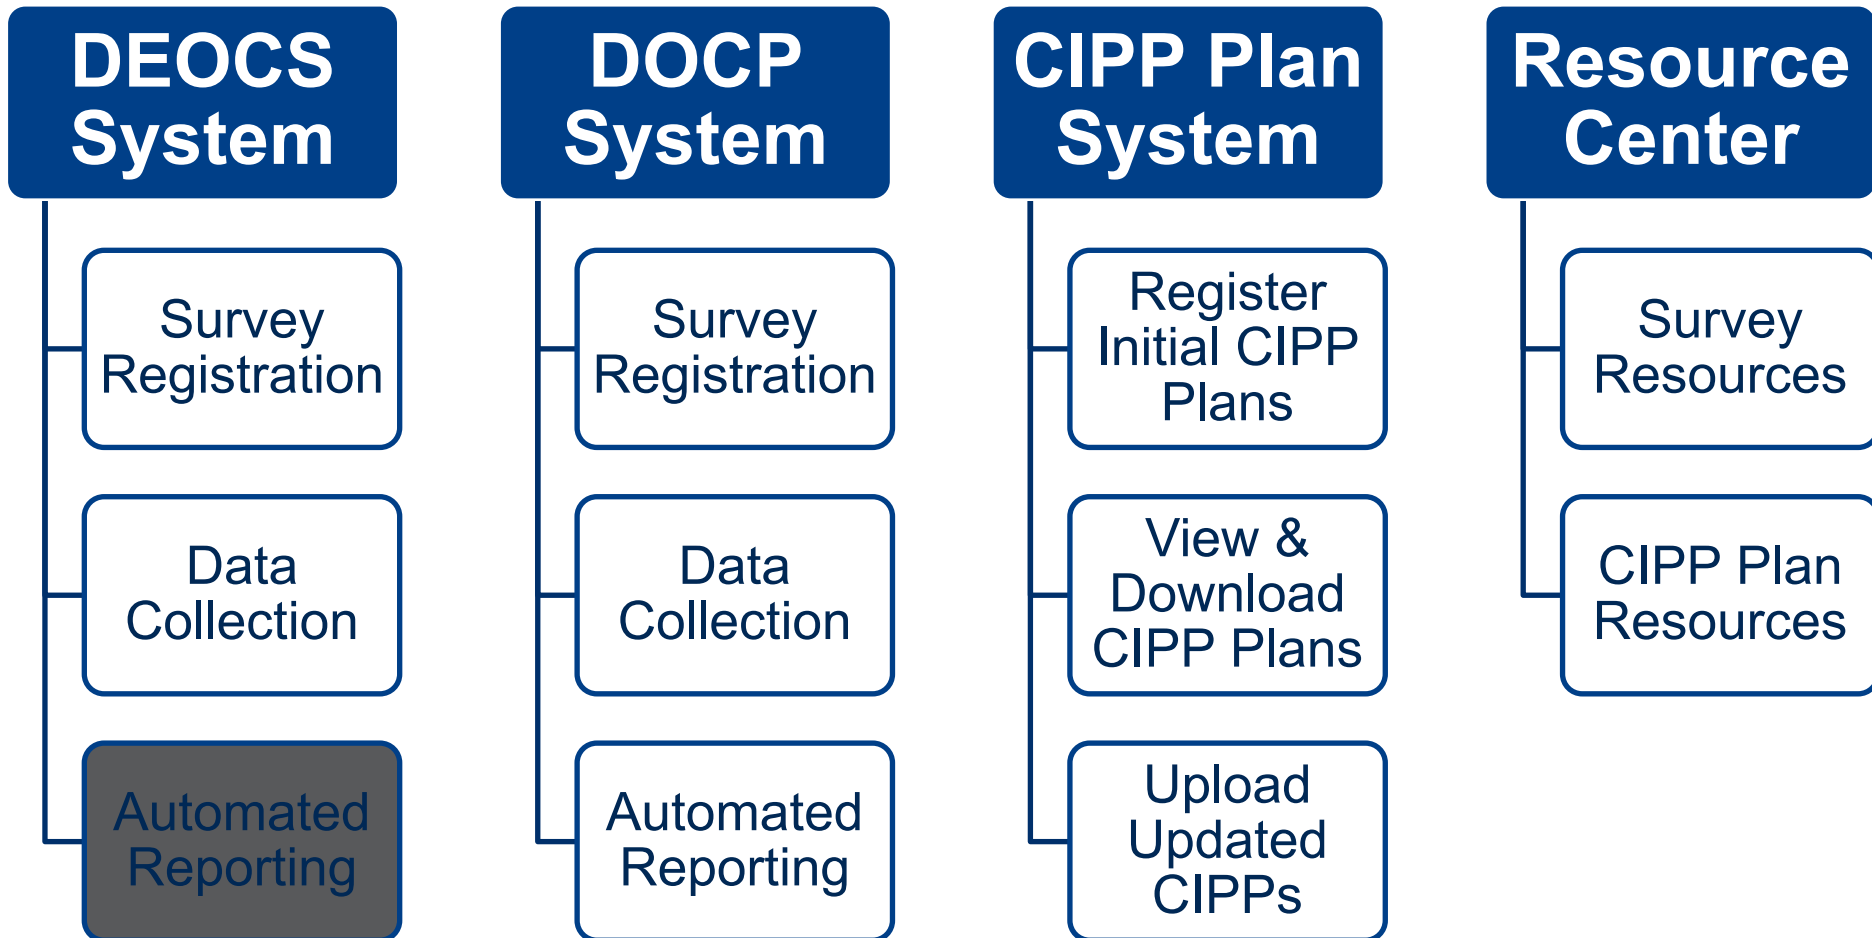 DEOCS
System
Survey
Registration
Data
Collection
Automated
Reporting
DOCP
System
Survey
Registration
Data
Collection
Automated
Reporting
CIPP Plan
System
Register
Initial CIPP
Plans
View &
Download
CIPP Plans
Upload
Updated
CIPPs
Resource
Center
Survey
Resources
CIPP Plan
Resources